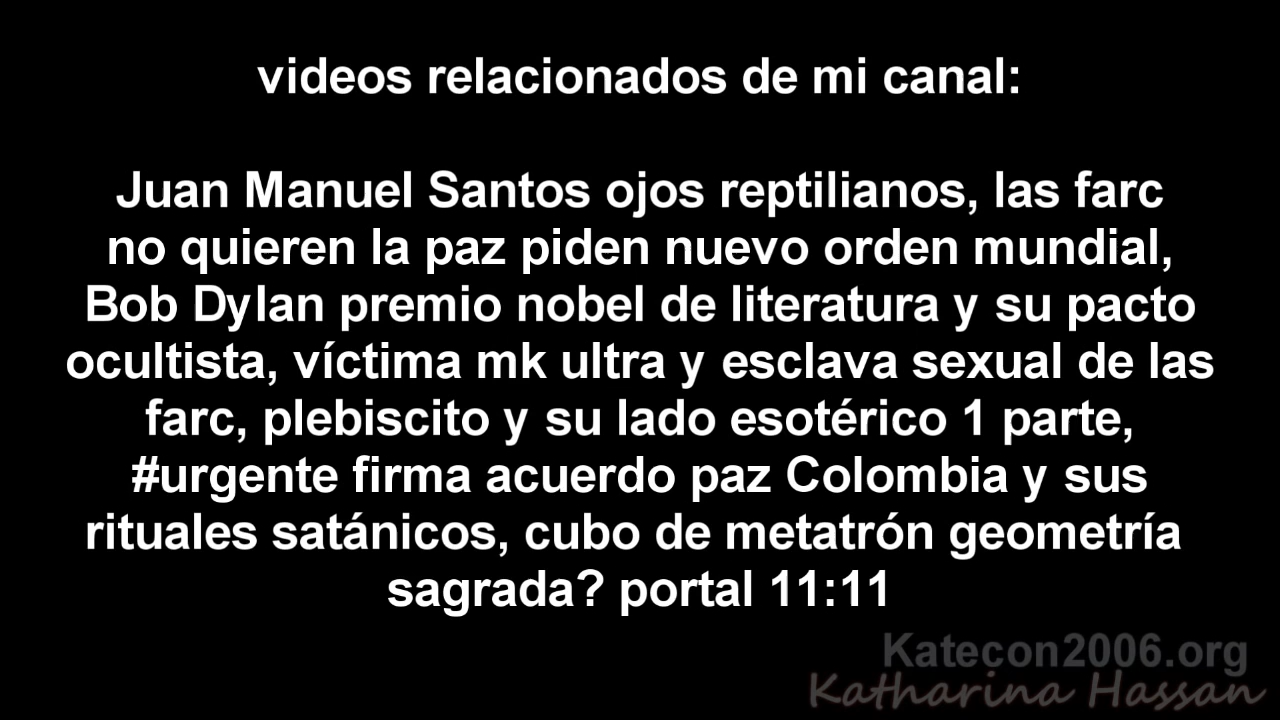 videos relacionados de mi canal:
Juan Manuel Santos ojos reptilianos, las farc
no quieren la paz piden nuevo orden mundial,
Bob Dylan premio nobel de literatura y su pacto
ocultista, víctima mk ultra y esclava sexual de las
farc, plebiscito y su lado esotérico 1 parte,
#urgente firma acuerdo paz Colombia y sus
rituales satánicos, cubo de metatrón geometría
sagrada? portal 11:11
Katecon2006.org
Katharina Hassan